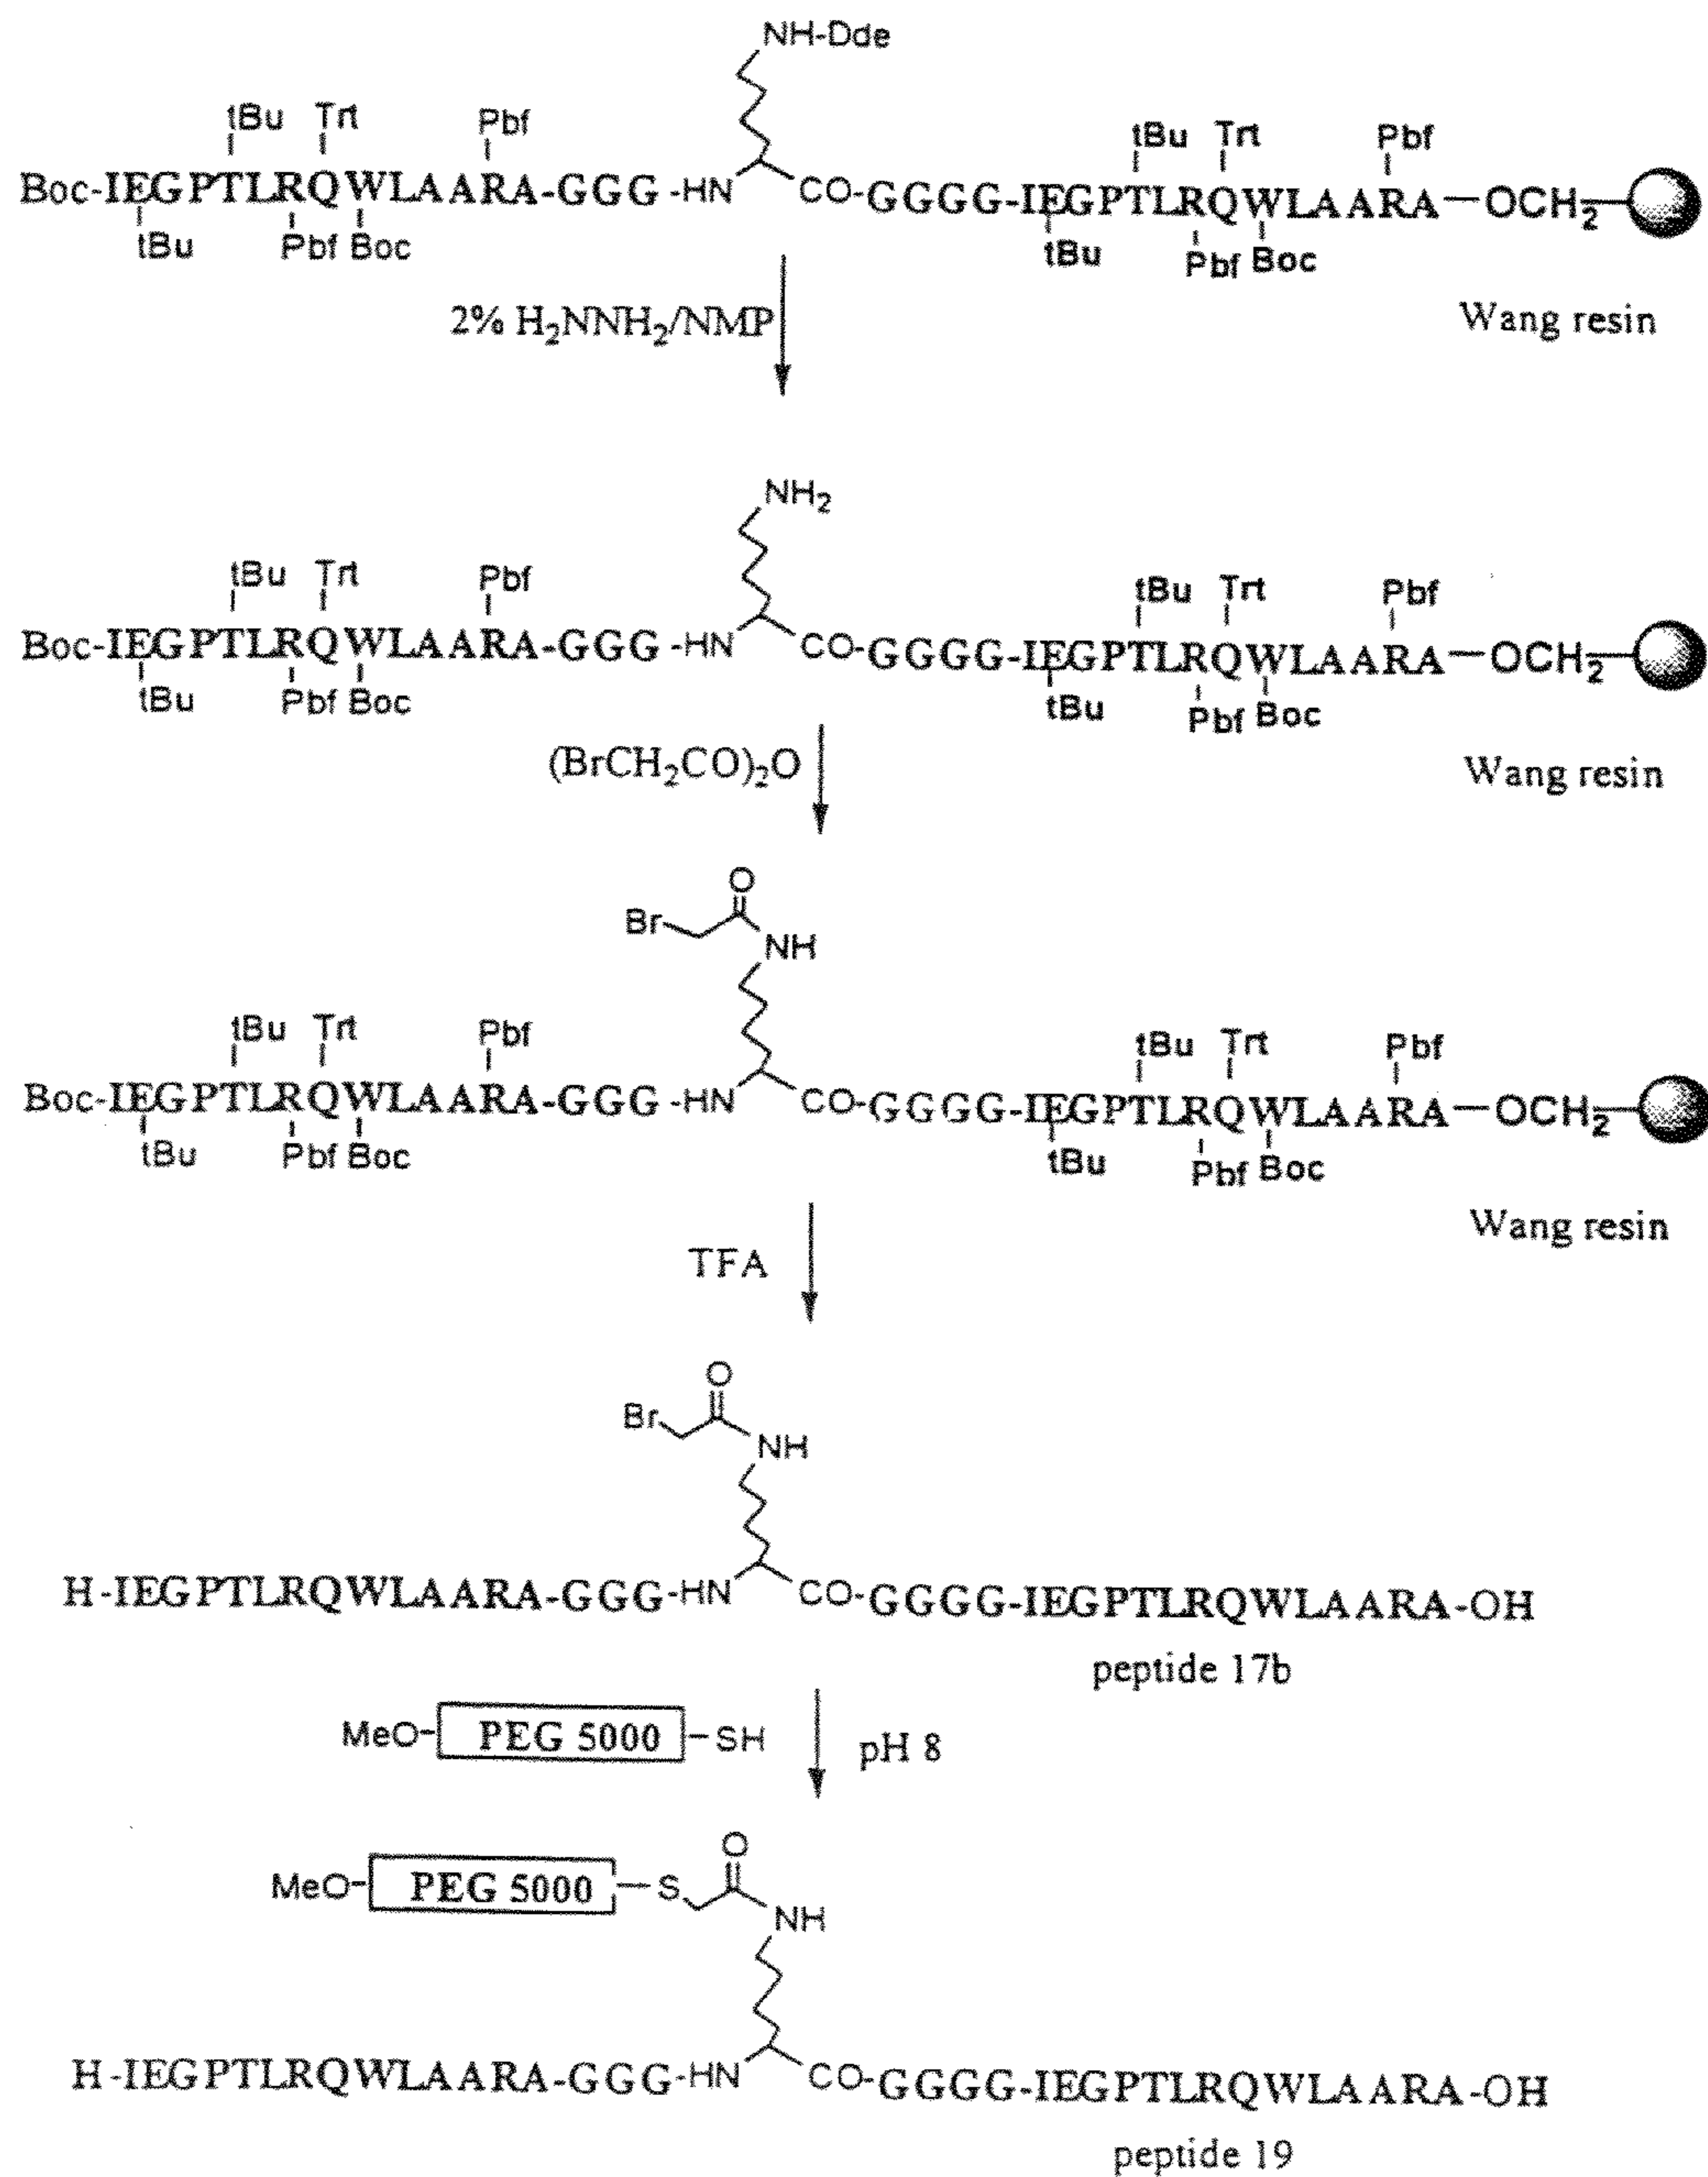 NH-Dde
tBu Trt Pbf tBu Trt Pbf
Boc-IEGPTLRQWLAARA-GGG-HN CO-GGGG-IEGPTLRQWLAARA—OCH₂
tBu Pbf Boc tBu Pbf Boc
2% H₂NNH₂/NMP
Wang resin
NH₂
tBu Trt Pbf tBu Trt Pbf
Boc-IEGPTLRQWLAARA-GGG-HN CO-GGGG-IEGPTLRQWLAARA—OCH₂
tBu Pbf Boc tBu Pbf Boc
(BrCH₂CO)₂O
Wang resin
O
Br NH
tBu Trt Pbf tBu Trt Pbf
Boc-IEGPTLRQWLAARA-GGG-HN CO-GGGG-IEGPTLRQWLAARA—OCH₂
tBu Pbf Boc tBu Pbf Boc
Wang resin
TFA
O
Br NH
H-IEGPTLRQWLAARA-GGG-HN CO-GGGG-IEGPTLRQWLAARA-OH
peptide 17b
MeO-PEG 5000-SH pH 8
O
MeO-PEG 5000-S NH
H-IEGPTLRQWLAARA-GGG-HN CO-GGGG-IEGPTLRQWLAARA-OH
peptide 19